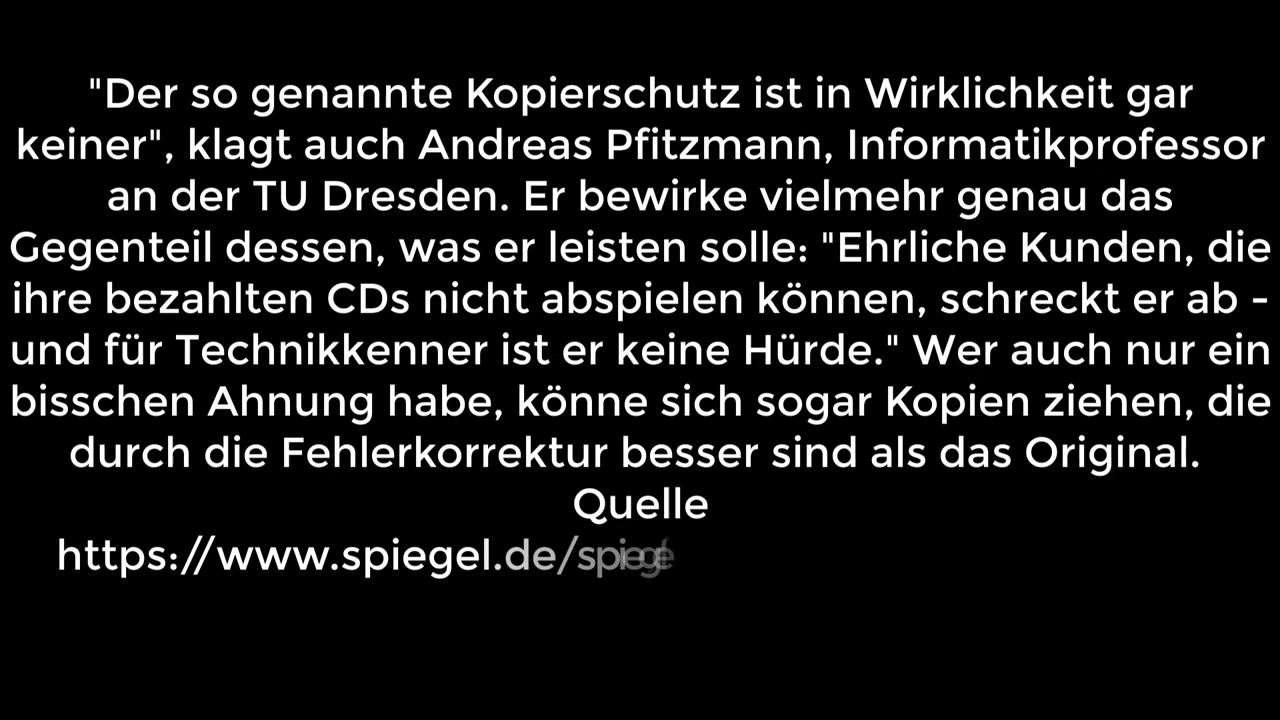 "Der so genannte Kopierschutz ist in Wirklichkeit gar
keiner", klagt auch Andreas Pfitzmann, Informatikprofessor
an der TU Dresden. Er bewirke vielmehr genau das
Gegenteil dessen, was er leisten solle: "Ehrliche Kunden, die
ihre bezahlten CDs nicht abspielen können, schreckt er ab -
und für Technikkenner ist er keine Hürde." Wer auch nur ein
bisschen Ahnung habe, könne sich sogar Kopien ziehen, die
durch die Fehlerkorrektur besser sind als das Original.
Quelle
https://www.spiegel.de/